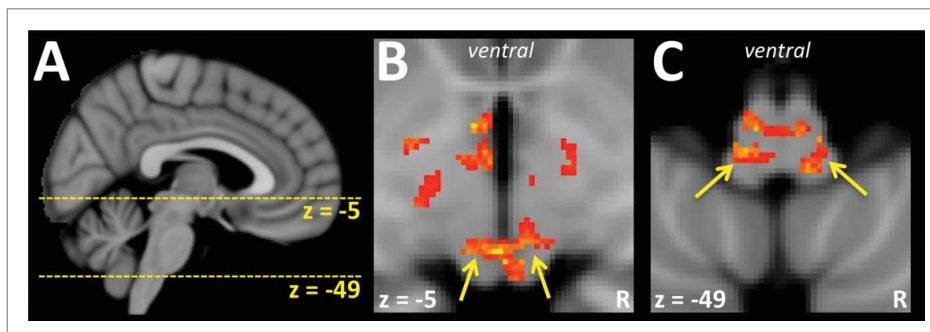 A
z = -5
z = -49
B
ventral
z = -5
R
C
ventral
z = -49
R